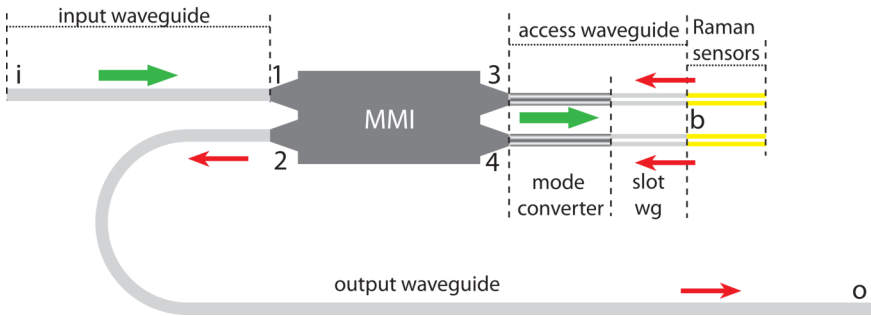 input waveguide
access waveguide
Raman
sensors
i
1
3
MMI
b
2
4
mode
converter
slot
wg
output waveguide
o